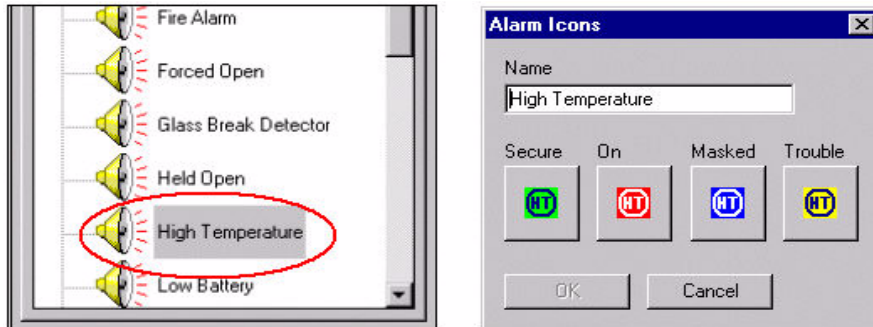 Fire Alarm
Forced Open
Glass Break Detector
Held Open
High Temperature
Low Battery
Alarm Icons
Name
High Temperature
Secure On Masked Trouble
HT HT HT HT
OK Cancel